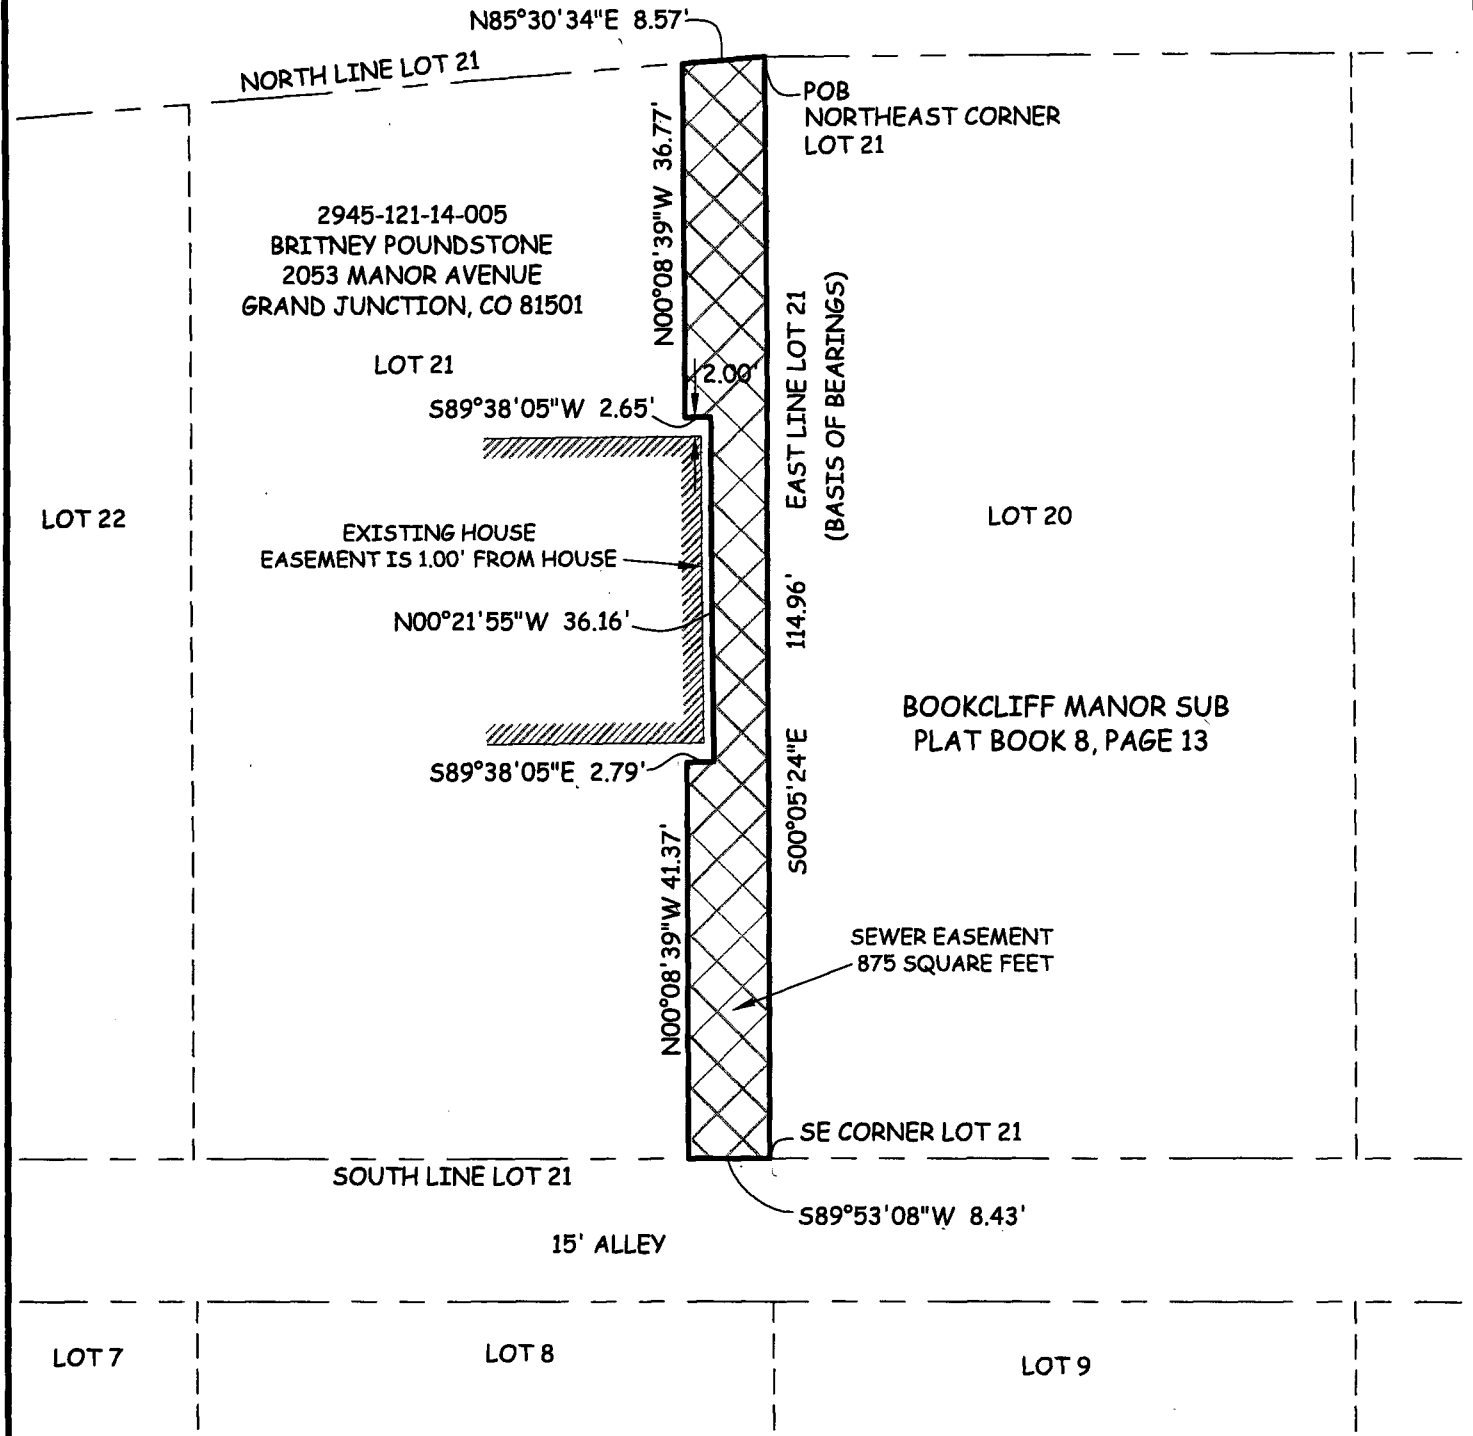 N85°30'34"E 8.57'
NORTH LINE LOT 21
POB
NORTHEAST CORNER
LOT 21
N00°08'39"W 36.77'
2945-121-14-005
BRITNEY POUNDSTONE
2053 MANOR AVENUE
GRAND JUNCTION, CO 81501
LOT 21
2.00'
S89°38'05"W 2.65'
EAST LINE LOT 21
(BASIS OF BEARINGS)
LOT 22
LOT 20
EXISTING HOUSE
EASEMENT IS 1.00' FROM HOUSE
N00°21'55"W 36.16'
S00°05'24"E 114.96'
BOOKCLIFF MANOR SUB
PLAT BOOK 8, PAGE 13
S89°38'05"E 2.79'
N00°08'39"W 41.37'
SEWER EASEMENT
875 SQUARE FEET
SE CORNER LOT 21
SOUTH LINE LOT 21
S89°53'08"W 8.43'
15' ALLEY
LOT 7
LOT 8
LOT 9